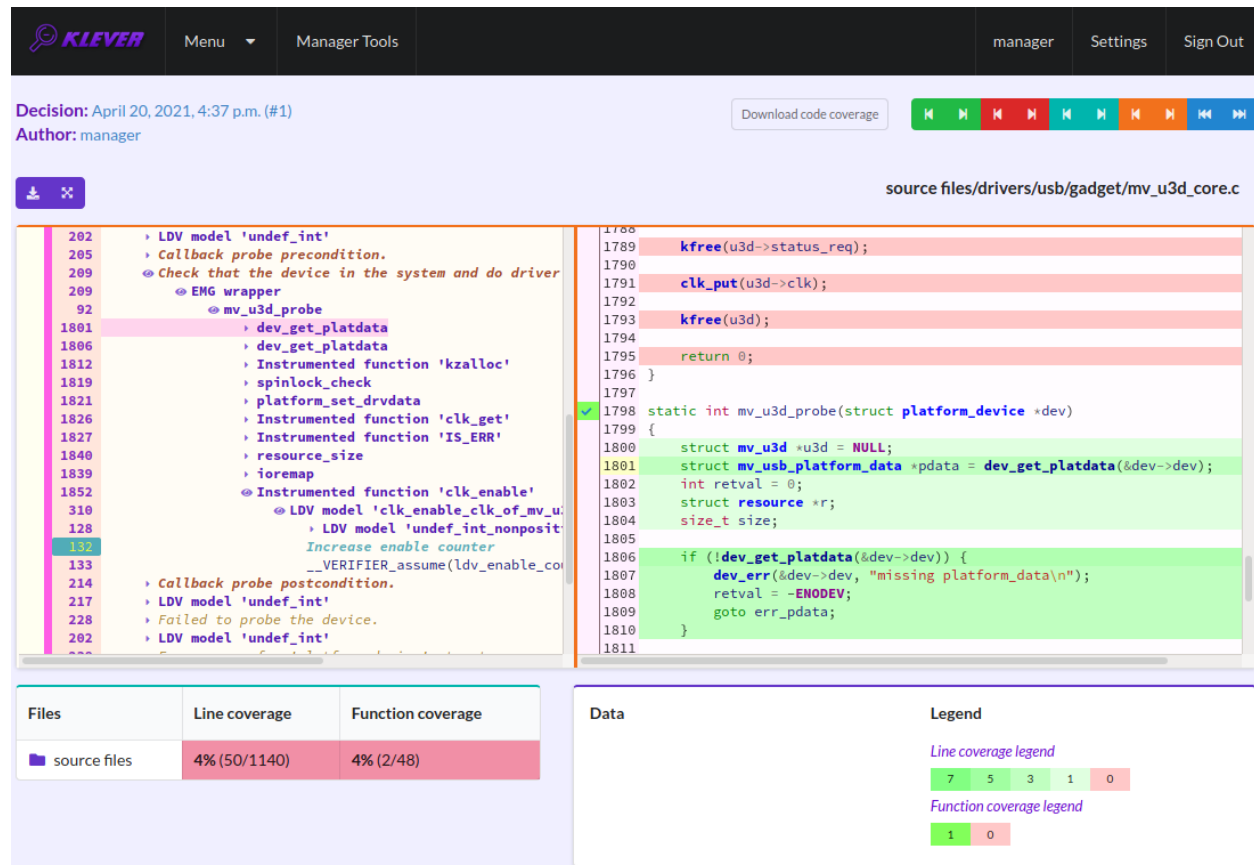 KLEVER Menu Manager Tools manager Settings Sign Out
Decision: April 20, 2021, 4:37 p.m. (#1)
Author: manager
Download code coverage
source files/drivers/usb/gadget/mv_u3d_core.c
202 LDV model 'undef_int'
205 Callback probe precondition.
209 Check that the device in the system and do driver
209 EMG wrapper
92 mv_u3d_probe
1801 dev_get_platdata
1806 dev_get_platdata
1812 Instrumented function 'kzalloc'
1819 spinlock_check
1821 platform_set_drvdata
1826 Instrumented function 'clk_get'
1827 Instrumented function 'IS_ERR'
1840 resource_size
1839 ioremap
1852 Instrumented function 'clk_enable'
310 LDV model 'clk_enable_clk_of_mv_u
128 LDV model 'undef_int_nonposit
132 Increase enable counter
133 __VERIFIER_assume(ldv_enable_co
214 Callback probe postcondition.
217 LDV model 'undef_int'
228 Failed to probe the device.
202 LDV model 'undef_int'
1788
1789 kfree(u3d->status_req);
1790
1791 clk_put(u3d->clk);
1792
1793 kfree(u3d);
1794
1795 return 0;
1796 }
1797
1798 static int mv_u3d_probe(struct platform_device *dev)
1799 {
1800 struct mv_u3d *u3d = NULL;
1801 struct mv_usb_platform_data *pdata = dev_get_platdata(&dev->dev);
1802 int retval = 0;
1803 struct resource *r;
1804 size_t size;
1805
1806 if (!dev_get_platdata(&dev->dev)) {
1807 dev_err(&dev->dev, "missing platform_data\n");
1808 retval = -ENODEV;
1809 goto err_pdata;
1810 }
1811
Files Line coverage Function coverage
source files 4% (50/1140) 4% (2/48)
Data
Legend
Line coverage legend
7 5 3 1 0
Function coverage legend
1 0